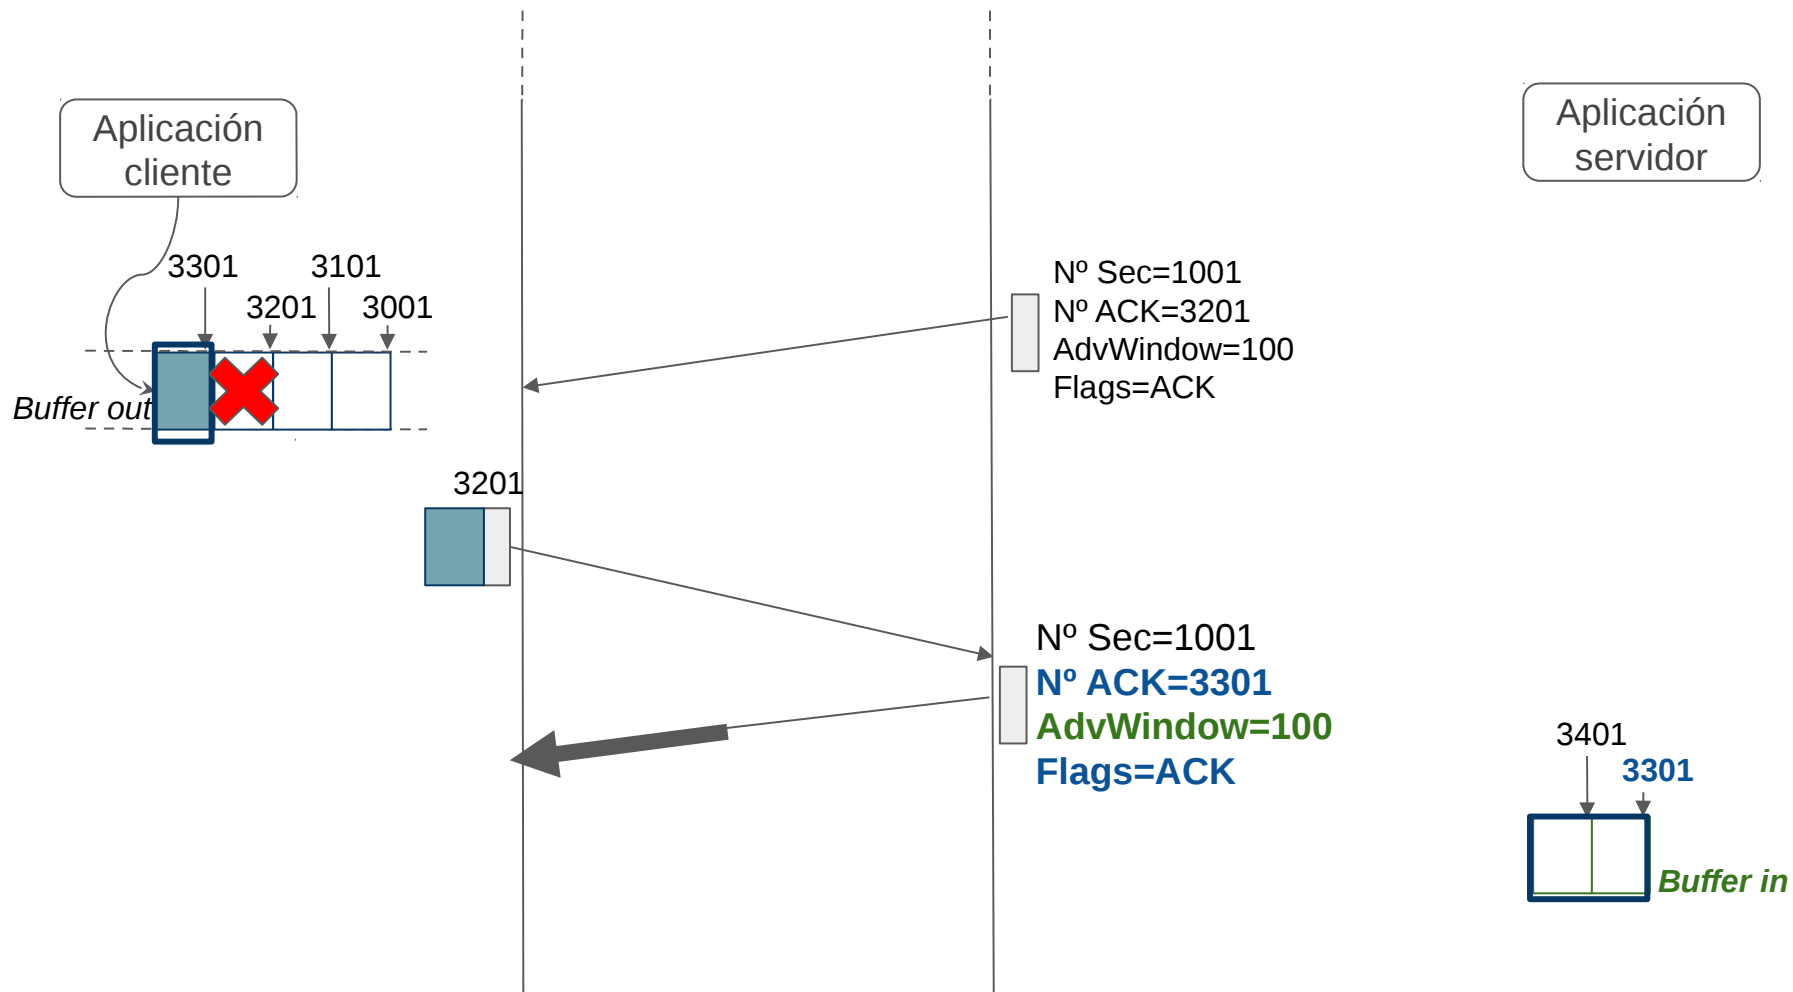 Aplicación
cliente
Aplicación
servidor
3301
3101
3201
3001
Buffer out
Nº Sec=1001
Nº ACK=3201
AdvWindow=100
Flags=ACK
3201
Nº Sec=1001
Nº ACK=3301
AdvWindow=100
Flags=ACK
3401
3301
Buffer in